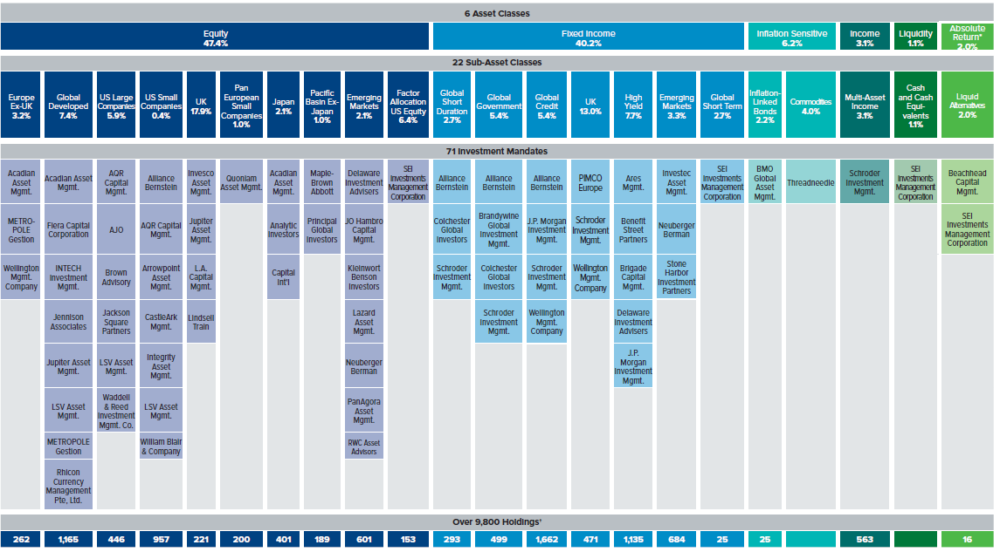 6 Asset Classes
Equity
47.4%
Fixed Income
40.2%
Inflation Sensitive
6.2%
Income
3.1%
Liquidity
1.1%
Absolute
Return*
2.0%
22 Sub-Asset Classes
Europe
Ex-UK
3.2%
Global
Developed
7.4%
US Large
Companies
5.9%
US Small
Companies
0.4%
UK
17.9%
Pan
European
Small
Companies
1.0%
Japan
2.1%
Pacific
Basin Ex-
Japan
1.0%
Emerging
Markets
2.1%
Factor
Allocation
US Equity
6.4%
Global
Short
Duration
2.7%
Global
Government
5.4%
Global
Credit
5.4%
UK
13.0%
High
Yield
7.7%
Emerging
Markets
3.3%
Global
Short Term
2.7%
Inflation-
Linked
Bonds
2.2%
Commodities
4.0%
Multi-Asset
Income
3.1%
Cash
and Cash
Equi-
valents
1.1%
Liquid
Alternatives
2.0%
71 Investment Mandates
Acadian
Asset
Mgmt.
Acadian Asset
Mgmt.
AQR
Capital
Mgmt.
Alliance
Bernstein
Invesco
Asset
Mgmt.
Quoniam
Asset Mgmt.
Acadian
Asset
Mgmt.
Maple-
Brown
Abbott
Delaware
Investment
Advisers
SEI
Investments
Management
Corporation
Alliance
Bernstein
Alliance
Bernstein
Alliance
Bernstein
PIMCO
Europe
Ares
Mgmt.
Investec
Asset
Mgmt.
SEI
Investments
Management
Corporation
BMO
Global
Asset
Mgmt.
Threadneedle
Schroder
Investment
Mgmt.
SEI
Investments
Management
Corporation
Beachhead
Capital
Mgmt.
METRO-
POLE
Gestion
Fiera Capital
Corporation
AJO
AQR Capital
Mgmt.
Jupiter
Asset
Mgmt.
Analytic
Investors
Principal
Global
Investors
JO Hambro
Capital
Mgmt.
Colchester
Global
Investors
Brandywine
Global
Investment
Mgmt.
J.P. Morgan
Investment
Mgmt.
Schroder
Investment
Mgmt.
Benefit
Street
Partners
Neuberger
Berman
SEI
Investments
Management
Corporation
Wellington
Mgmt.
Company
INTECH
Investment
Mgmt.
Brown
Advisory
Arrowpoint
Asset
Mgmt.
L.A.
Capital
Mgmt.
Capital
Int'l
Kleinwort
Benson
Investors
Schroder
Investment
Mgmt.
Colchester
Global
Investors
Schroder
Investment
Mgmt.
Wellington
Mgmt.
Company
Brigade
Capital
Mgmt.
Stone
Harbor
Investment
Partners
Jennison
Associates
Jackson
Square
Partners
CastleArk
Mgmt.
Lindsell
Train
Lazard
Asset
Mgmt.
Schroder
Investment
Mgmt.
Wellington
Mgmt.
Company
Delaware
Investment
Advisers
Jupiter Asset
Mgmt.
LSV Asset
Mgmt.
Integrity
Asset
Mgmt.
Neuberger
Berman
J.P.
Morgan
Investment
Mgmt.
LSV Asset
Mgmt.
Waddell
& Reed
Investment
Mgmt. Co.
LSV Asset
Mgmt.
PanAgora
Asset
Mgmt.
METROPOLE
Gestion
William Blair
& Company
RWC Asset
Advisors
Rhicon
Currency
Management
Pte, Ltd.
Over 9,800 Holdings†
262
1,165
446
957
221
200
401
189
601
153
293
499
1,662
471
1,135
684
25
25
563
16